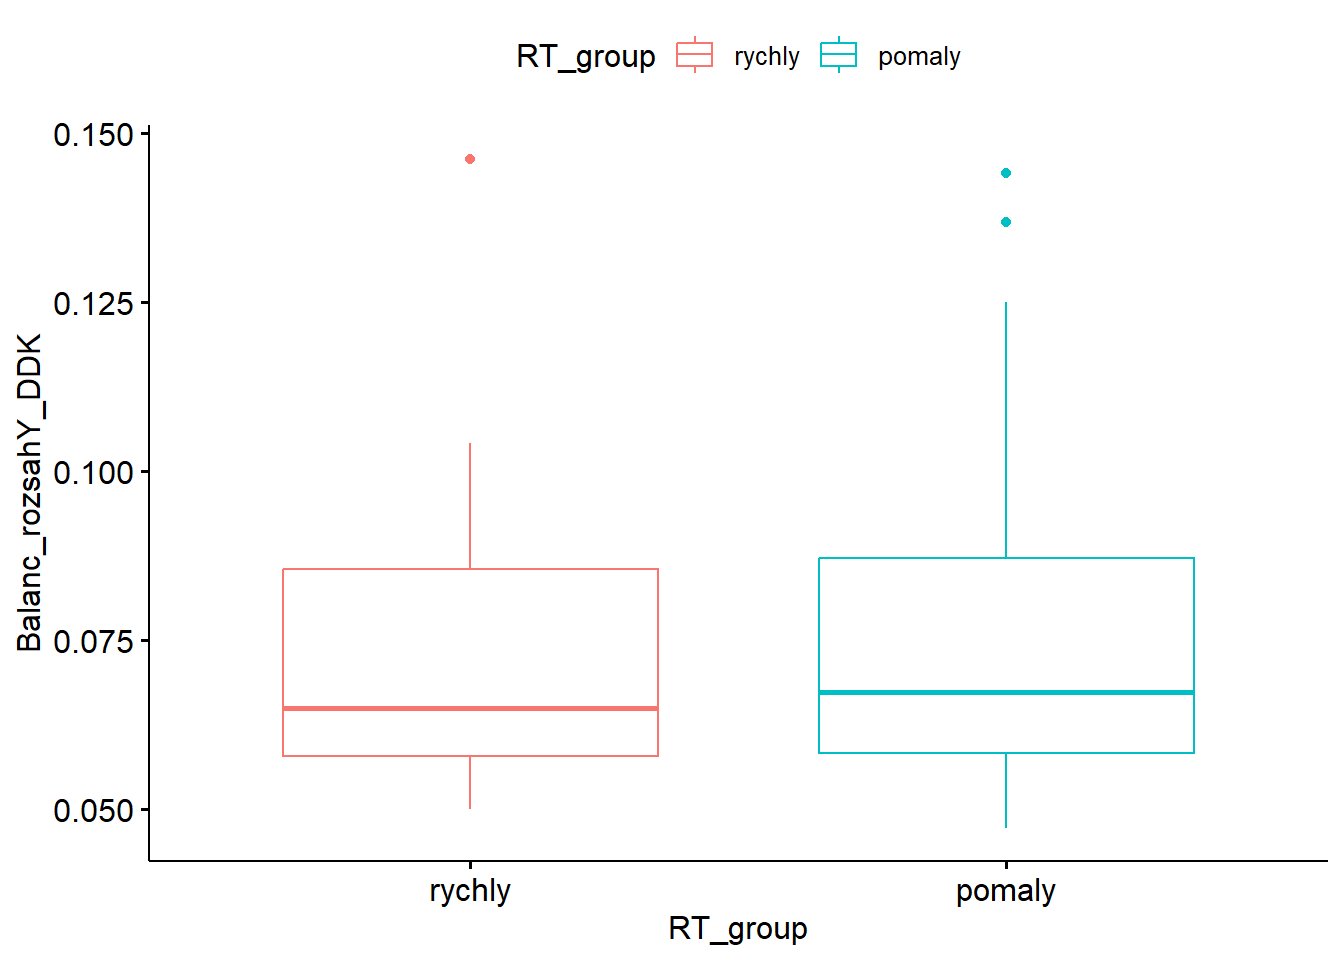 RT_group rychly pomaly
0.150
0.125
0.100
0.075
0.050
Balanc_rozsahY_DDK
rychly pomaly
RT_group